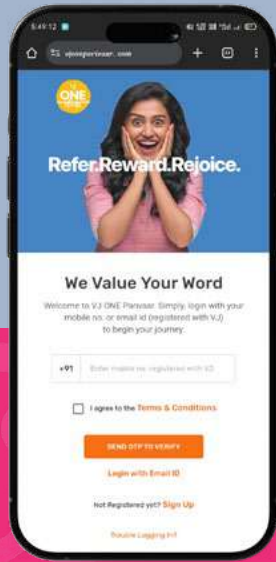 5:49:12
vjoneparivaar.com
ONE
Refer.Reward.Rejoice.
We Value Your Word
Welcome to VJ ONE Parivaar. Simply, login with your
mobile no. or email id (registered with VJ)
to begin your journey.
+91 Enter mobile no. registered with VJ
I agree to the Terms & Conditions
SEND OTP TO VERIFY
Login with Email ID
Not Registered yet? Sign Up
Trouble Logging In?